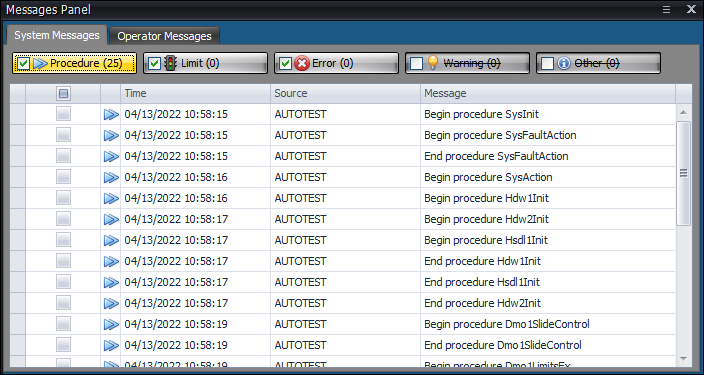 Messages Panel
System Messages Operator Messages
Procedure (25) Limit (0) Error (0) Warning (0) Other (0)
Time Source Message
04/13/2022 10:58:15 AUTOTEST Begin procedure SysInit
04/13/2022 10:58:15 AUTOTEST Begin procedure SysFaultAction
04/13/2022 10:58:15 AUTOTEST End procedure SysFaultAction
04/13/2022 10:58:16 AUTOTEST Begin procedure SysAction
04/13/2022 10:58:16 AUTOTEST Begin procedure Hdw1Init
04/13/2022 10:58:17 AUTOTEST Begin procedure Hdw2Init
04/13/2022 10:58:17 AUTOTEST Begin procedure Hsdl1Init
04/13/2022 10:58:17 AUTOTEST End procedure Hdw1Init
04/13/2022 10:58:17 AUTOTEST End procedure Hsdl1Init
04/13/2022 10:58:17 AUTOTEST End procedure Hdw2Init
04/13/2022 10:58:19 AUTOTEST Begin procedure Dmo1SlideControl
04/13/2022 10:58:19 AUTOTEST End procedure Dmo1SlideControl
04/13/2022 10:58:19 AUTOTEST Begin procedure Dmo1LimitsEx